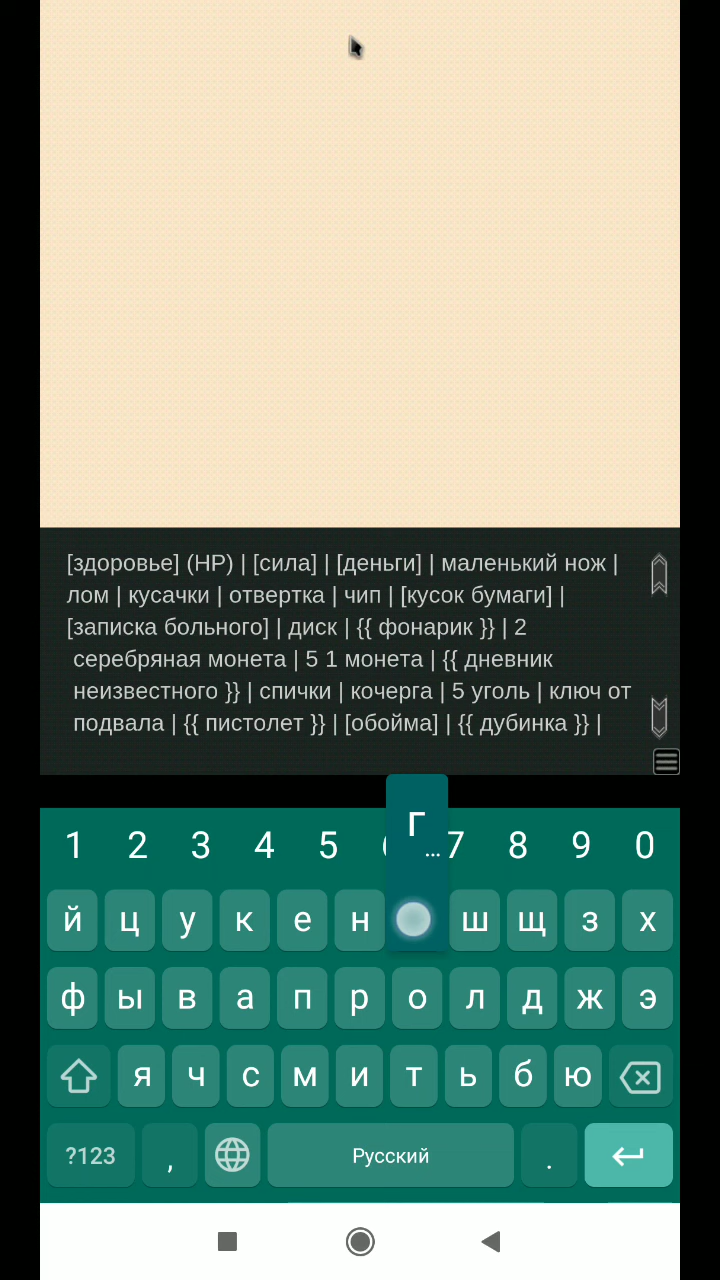 [здоровье] (HP) | [сила] | [деньги] | маленький нож |
лом | кусачки | отвертка | чип | [кусок бумаги] |
[записка больного] | диск | {{ фонарик }} | 2
серебряная монета | 5 1 монета | {{ дневник
неизвестного }} | спички | кочерга | 5 уголь | ключ от
подвала | {{ пистолет }} | [обойма] | {{ дубинка }} |
г...
1 2 3 4 5 7 8 9 0
й ц у к е н ш щ з х
ф ы в а п р о л д ж э
я ч с м и т ь б ю
?123 , Русский .